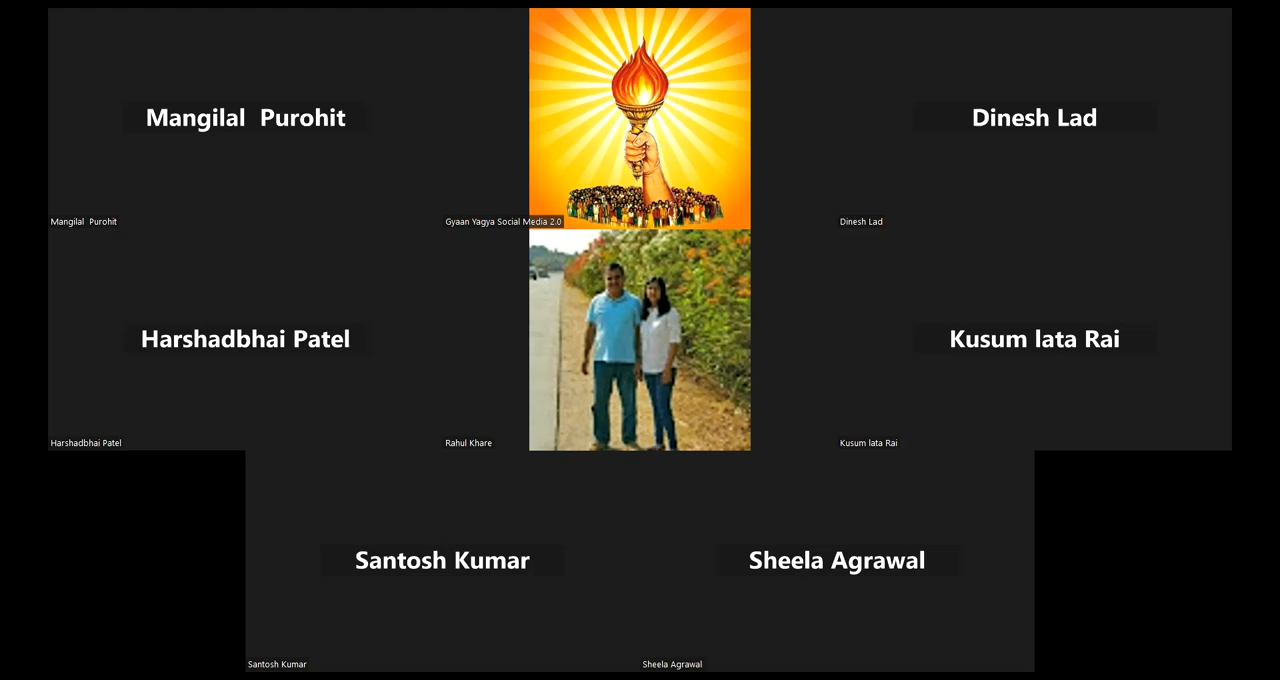 Mangilal  Purohit
Mangilal  Purohit
Gyaan Yagya Social Media 2.0
Dinesh Lad
Dinesh Lad
Harshadbhai Patel
Harshadbhai Patel
Rahul Khare
Kusum lata Rai
Kusum lata Rai
Santosh Kumar
Santosh Kumar
Sheela Agrawal
Sheela Agrawal